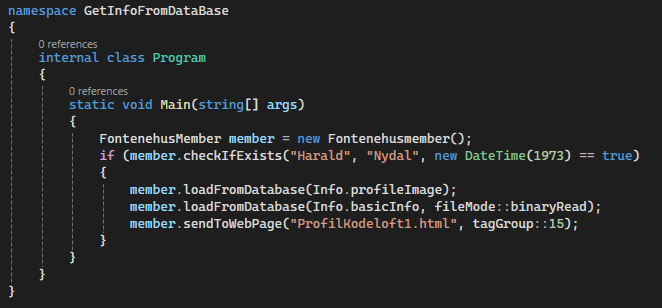 namespace GetInfoFromDataBase
{
0 references
internal class Program
{
0 references
static void Main(string[] args)
{
FontenehusMember member = new Fontenehusmember();
if (member.checkIfExists("Harald", "Nydal", new DateTime(1973) == true)
{
member.loadFromDatabase(Info.profileImage);
member.loadFromDatabase(Info.basicInfo, fileMode::binaryRead);
member.sendToWebPage("ProfilKodeloft1.html", tagGroup::15);
}
}
}
}